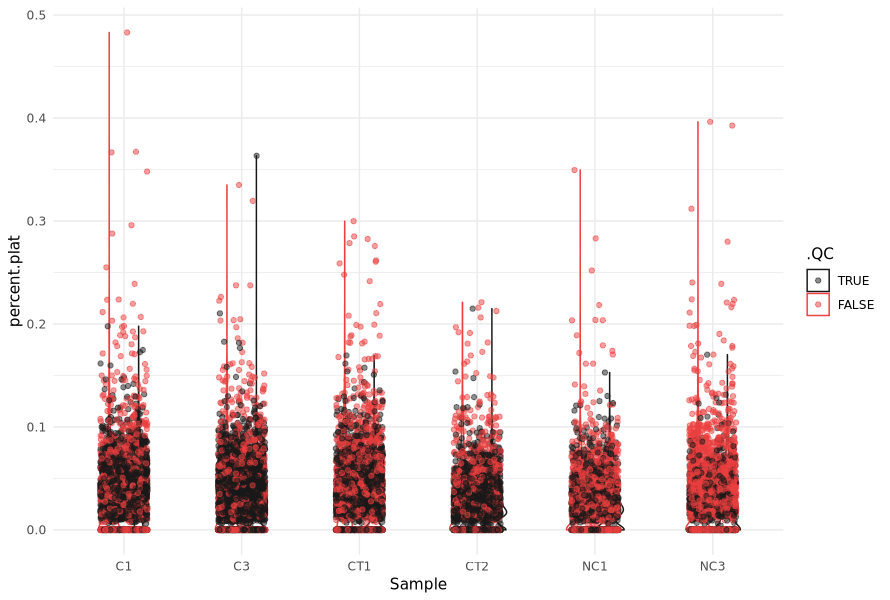 0.5
0.4
0.3
0.2
0.1
0.0
percent.plat
C1 C3 CT1 CT2 NC1 NC3
Sample
.QC
TRUE
FALSE